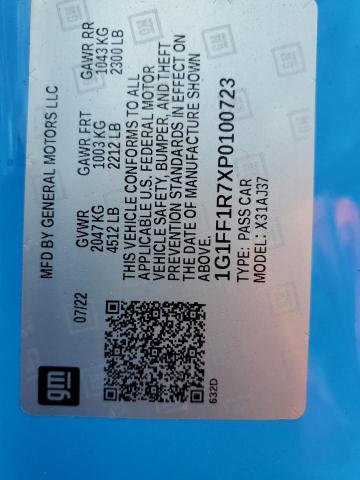 gm
MFD BY GENERAL MOTORS LLC
07/22
GVWR GAWR FRT GAWR RR
2047 KG 1003 KG 1043 KG
4512 LB 2212 LB 2300 LB
THIS VEHICLE CONFORMS TO ALL
APPLICABLE U.S. FEDERAL MOTOR
VEHICLE SAFETY, BUMPER, AND THEFT
PREVENTION STANDARDS IN EFFECT ON
THE DATE OF MANUFACTURE SHOWN
ABOVE.
1G1FF1R7XP0100723
TYPE: PASS CAR
MODEL: X31AJ37
632D